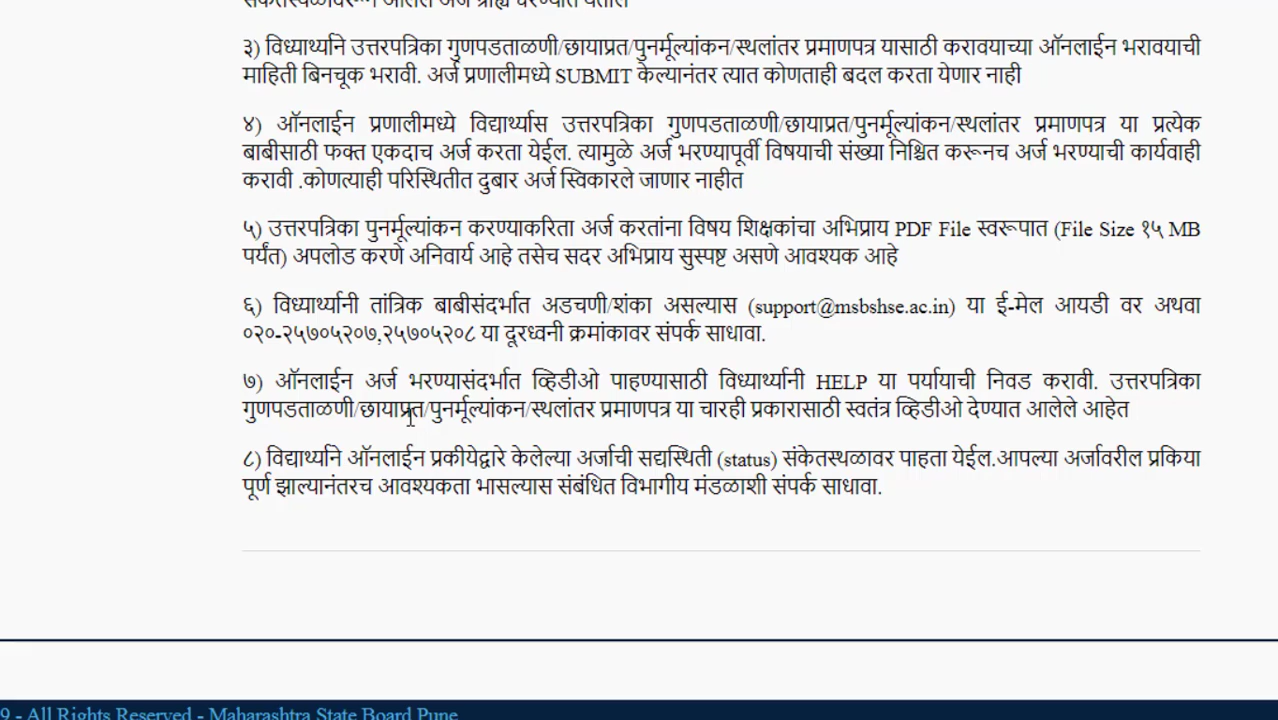 संकेतस्थळावरून आलेले अर्ज ग्राह्य धरण्यात येतील
३) विध्यार्थ्याने उत्तरपत्रिका गुणपडताळणी/छायाप्रत/पुनर्मूल्यांकन/स्थलांतर प्रमाणपत्र यासाठी करावयाच्या ऑनलाईन भरावयाची
माहिती बिनचूक भरावी. अर्ज प्रणालीमध्ये SUBMIT केल्यानंतर त्यात कोणताही बदल करता येणार नाही
४) ऑनलाईन प्रणालीमध्ये विद्यार्थ्यास उत्तरपत्रिका गुणपडताळणी/छायाप्रत/पुनर्मूल्यांकन/स्थलांतर प्रमाणपत्र या प्रत्येक
बाबीसाठी फक्त एकदाच अर्ज करता येईल. त्यामुळे अर्ज भरण्यापूर्वी विषयाची संख्या निश्चित करूनच अर्ज भरण्याची कार्यवाही
करावी .कोणत्याही परिस्थितीत दुबार अर्ज स्विकारले जाणार नाहीत
५) उत्तरपत्रिका पुनर्मूल्यांकन करण्याकरिता अर्ज करतांना विषय शिक्षकांचा अभिप्राय PDF File स्वरूपात (File Size १५ MB
पर्यंत) अपलोड करणे अनिवार्य आहे तसेच सदर अभिप्राय सुस्पष्ट असणे आवश्यक आहे
६) विध्यार्थ्यानी तांत्रिक बाबीसंदर्भात अडचणी/शंका असल्यास (support@msbshse.ac.in) या ई-मेल आयडी वर अथवा
०२०-२५७०५२०७,२५७०५२०८ या दूरध्वनी क्रमांकावर संपर्क साधावा.
७) ऑनलाईन अर्ज भरण्यासंदर्भात व्हिडीओ पाहण्यासाठी विध्यार्थ्यानी HELP या पर्यायाची निवड करावी. उत्तरपत्रिका
गुणपडताळणी/छायाप्रत/पुनर्मूल्यांकन/स्थलांतर प्रमाणपत्र या चारही प्रकारासाठी स्वतंत्र व्हिडीओ देण्यात आलेले आहेत
८) विद्यार्थ्याने ऑनलाईन प्रकीयेद्वारे केलेल्या अर्जाची सद्यस्थिती (status) संकेतस्थळावर पाहता येईल.आपल्या अर्जावरील प्रकिया
पूर्ण झाल्यानंतरच आवश्यकता भासल्यास संबंधित विभागीय मंडळाशी संपर्क साधावा.
9 - All Rights Reserved - Maharashtra State Board Pune